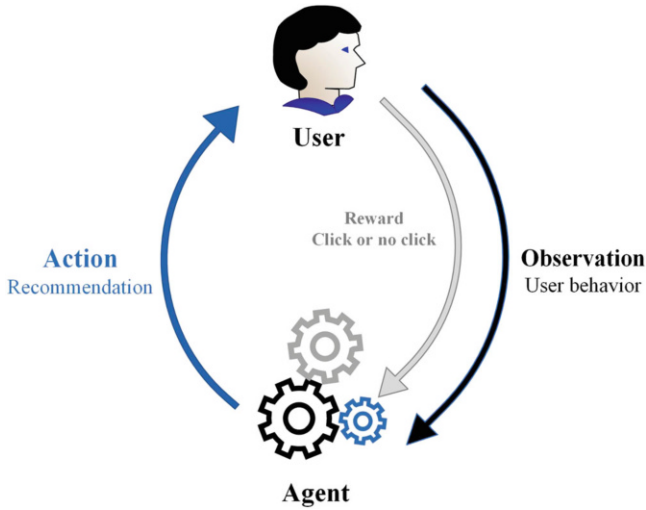 User
Reward
Click or no click
Action
Recommendation
Observation
User behavior
Agent